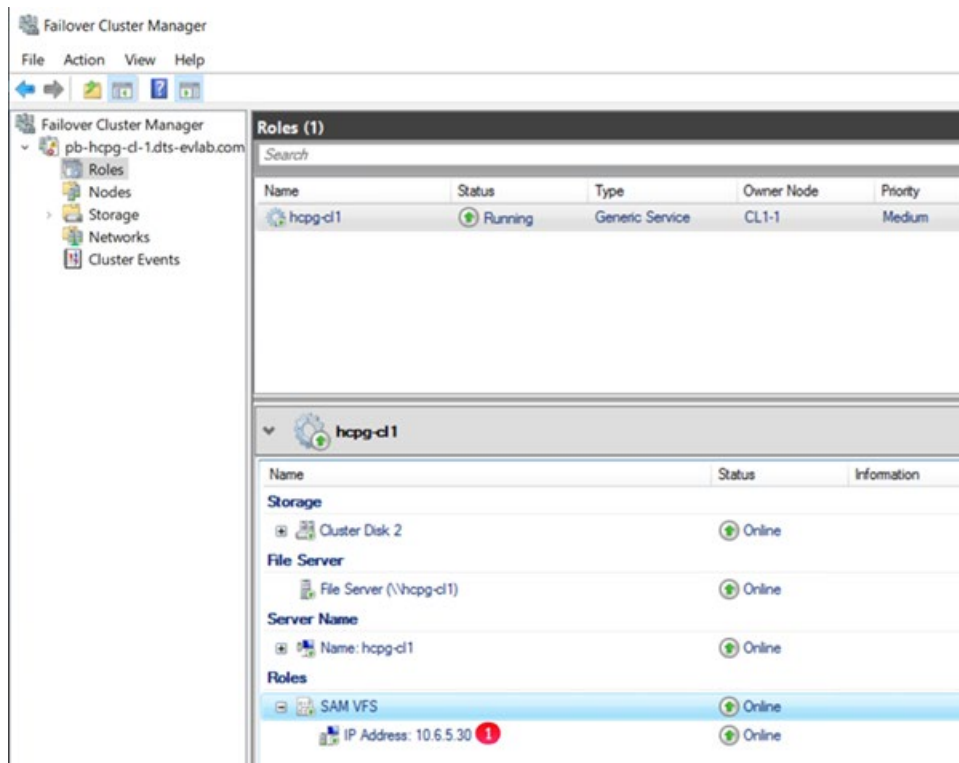 Failover Cluster Manager
File Action View Help
Failover Cluster Manager
pb-hcpg-cl-1.dts-evlab.com
Roles
Nodes
Storage
Networks
Cluster Events
Roles (1)
Search
Name Status Type Owner Node Priority
hcpg-cl1 Running Generic Service CL1-1 Medium
hcpg-cl1
Name Status Information
Storage
Cluster Disk 2 Online
File Server
File Server (\\hcpg-cl1) Online
Server Name
Name: hcpg-cl1 Online
Roles
SAM VFS Online
IP Address: 10.6.5.30 1 Online